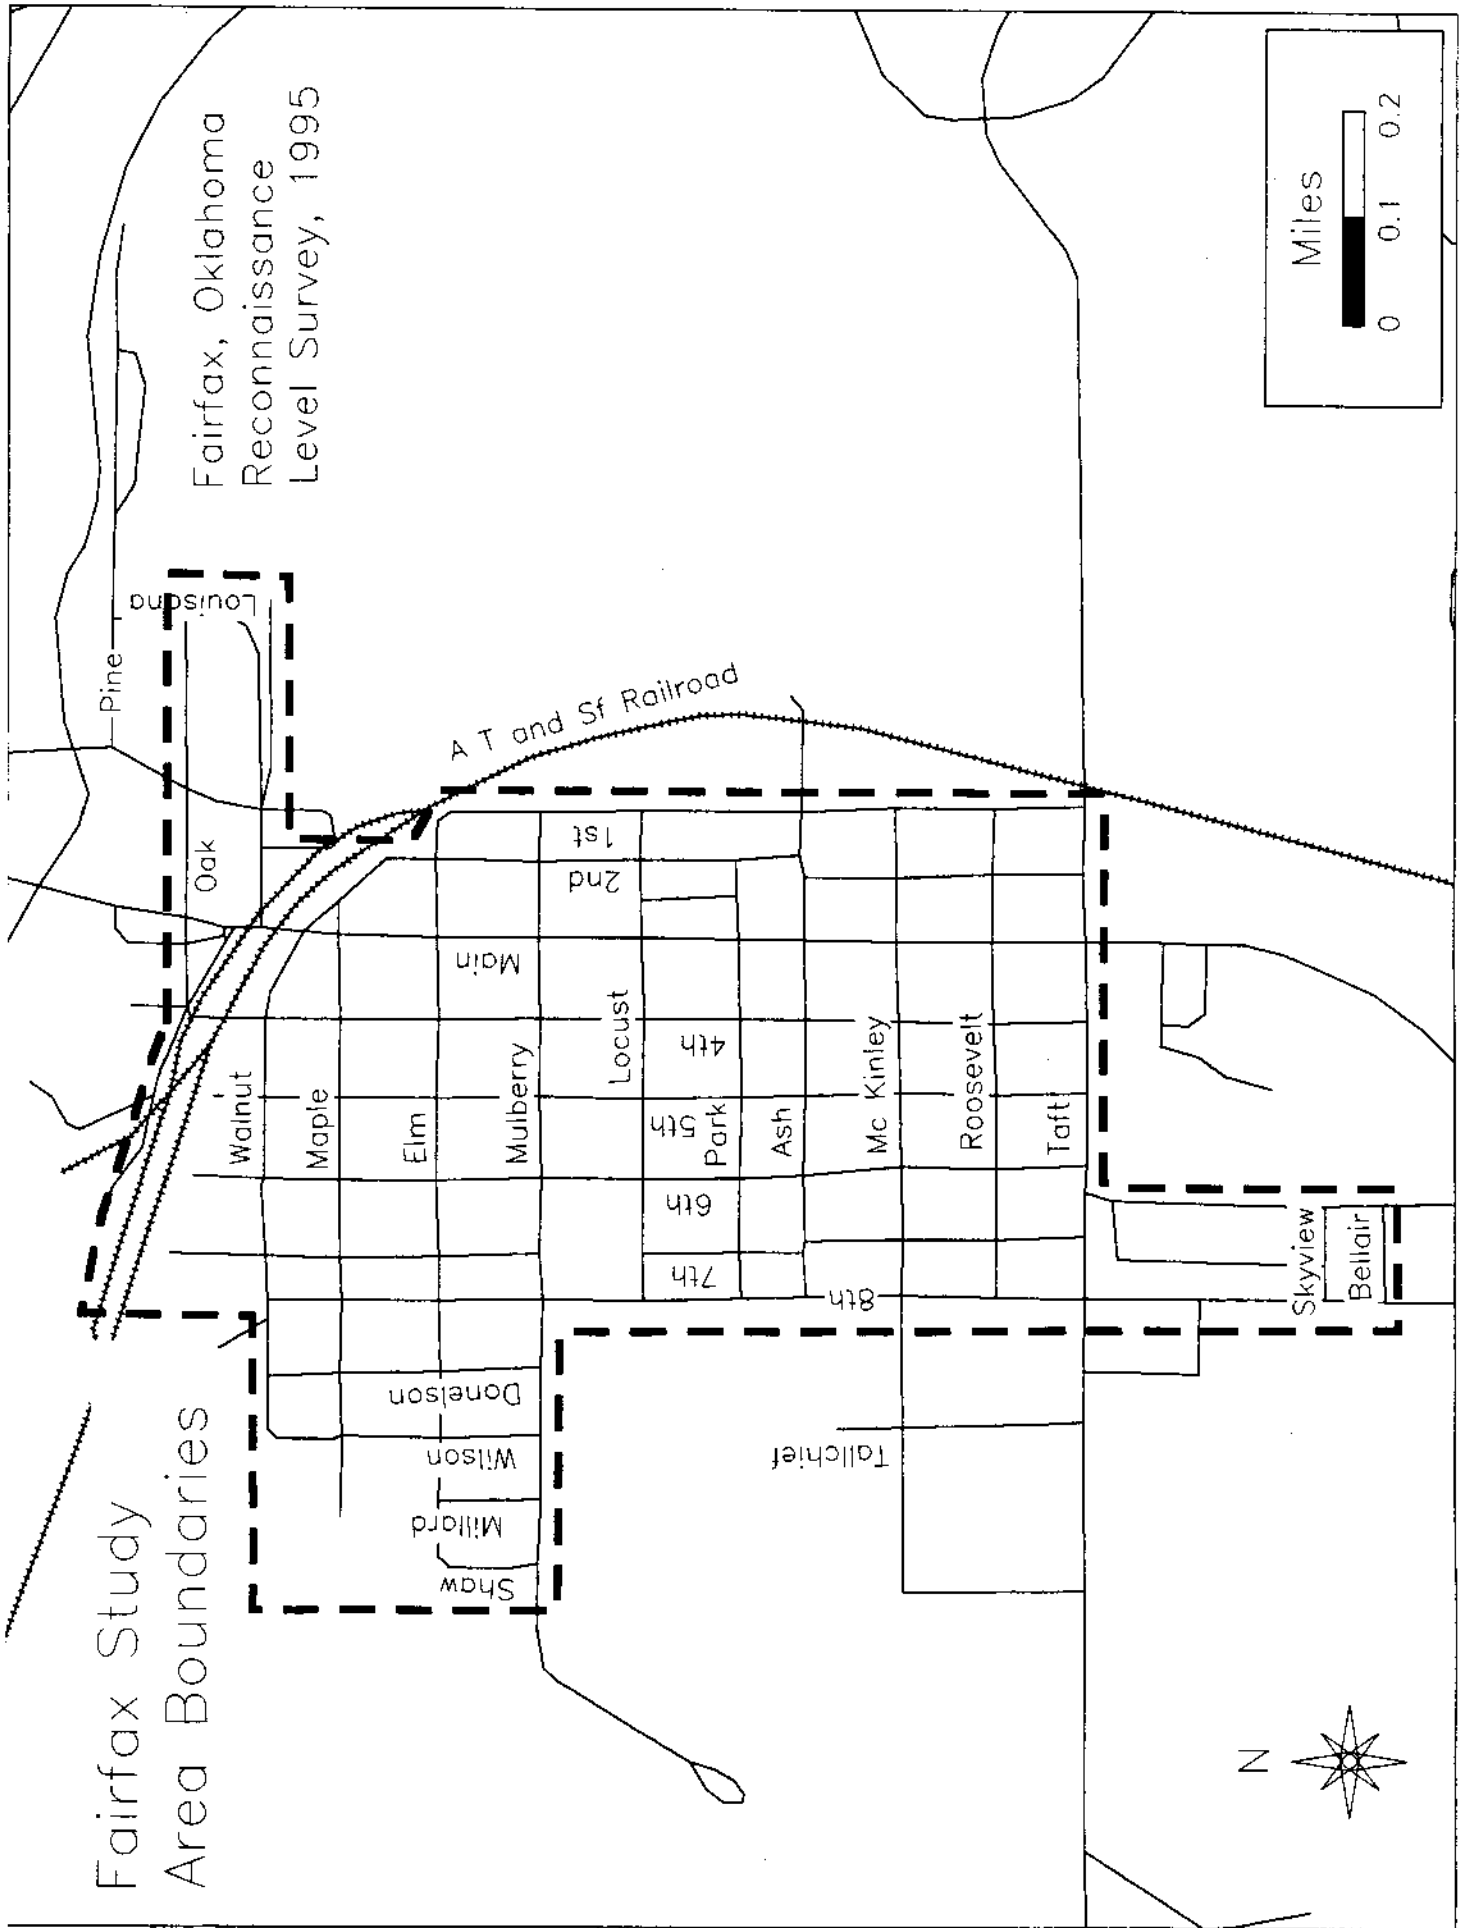 Fairfax Study
Area Boundaries
Fairfax, Oklahoma
Reconnaissance
Level Survey, 1995
Pine
Louisana
Oak
A T and Sf Railroad
Walnut
Maple
Elm
Mulberry
Locust
Park
Ash
Mc Kinley
Roosevelt
Taft
Skyview
Bellair
1st
2nd
Main
4th
5th
6th
7th
8th
Donelson
Wilson
Millard
Shaw
Tallchief
N
Miles
0 0.1 0.2